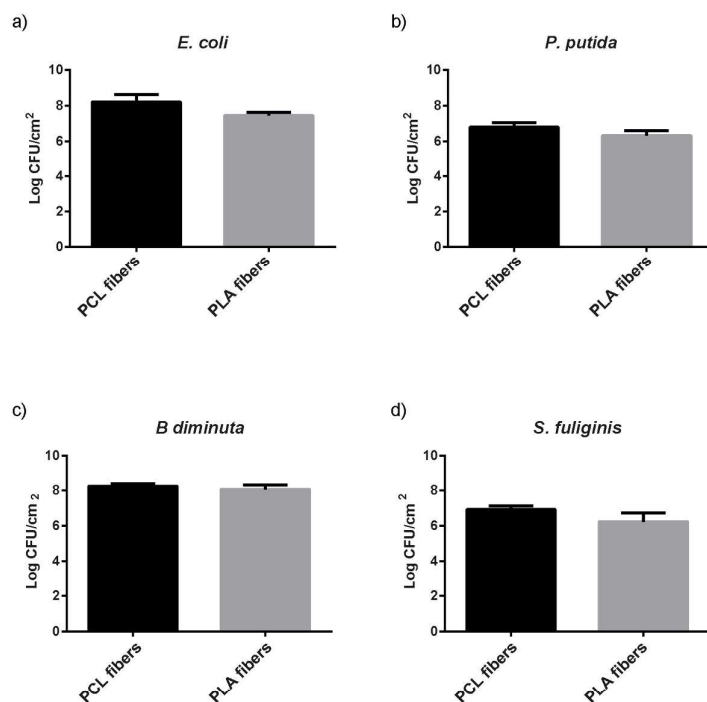 a)
E. coli
Log CFU/cm2
10
8
6
4
2
0
PCL fibers
PLA fibers
b)
P. putida
Log CFU/cm2
10
8
6
4
2
0
PCL fibers
PLA fibers
c)
B diminuta
Log CFU/cm 2
10
8
6
4
2
0
PCL fibers
PLA fibers
d)
S. fuliginis
Log CFU/cm 2
10
8
6
4
2
0
PCL fibers
PLA fibers